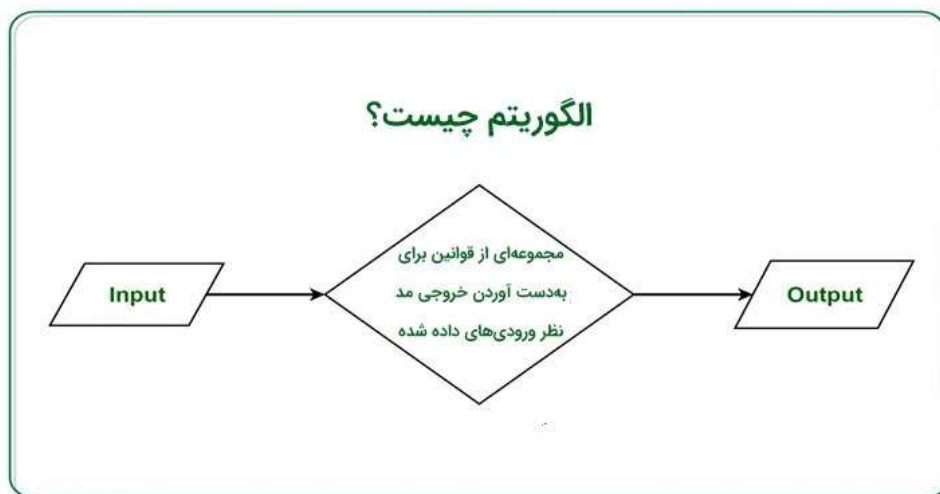 الگوریتم چیست؟
Input
مجموعه‌ای از قوانین برای
به‌دست آوردن خروجی مد
نظر ورودی‌های داده شده
Output